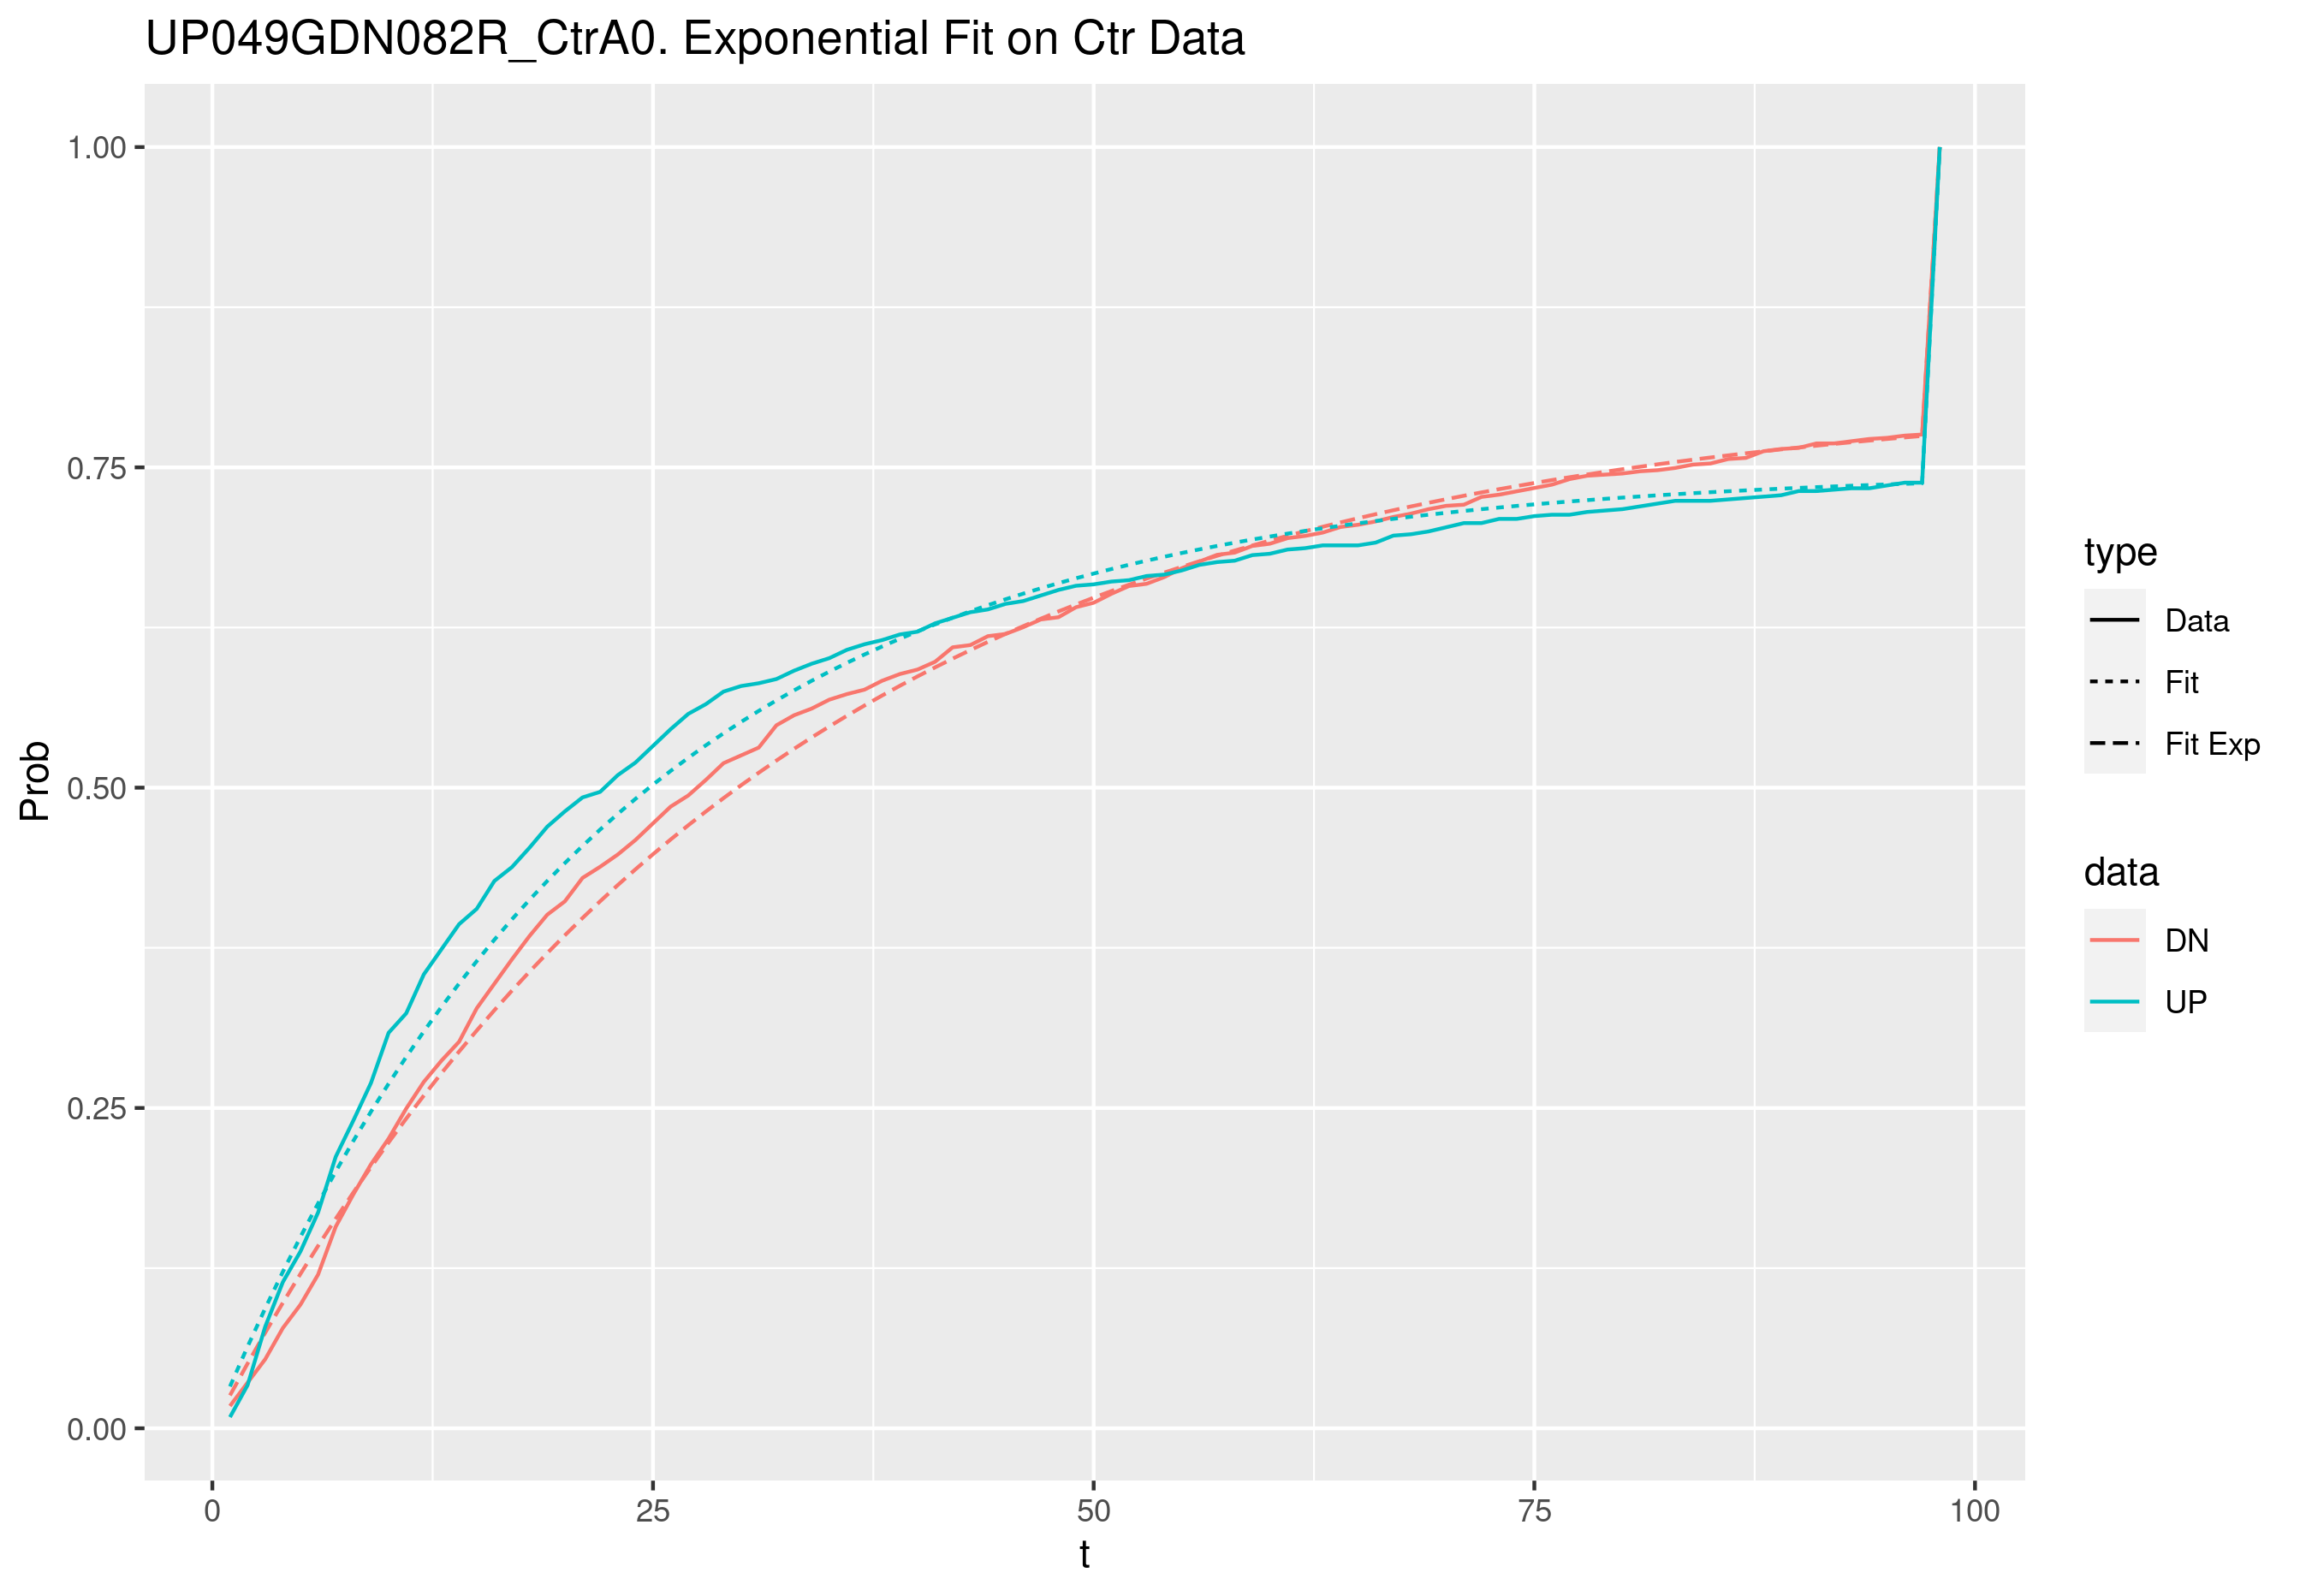 UP049GDN082R_CtrA0. Exponential Fit on Ctr Data
1.00
0.75
0.50
0.25
0.00
Prob
0
25
50
75
100
t
type
Data
Fit
Fit Exp
data
DN
UP